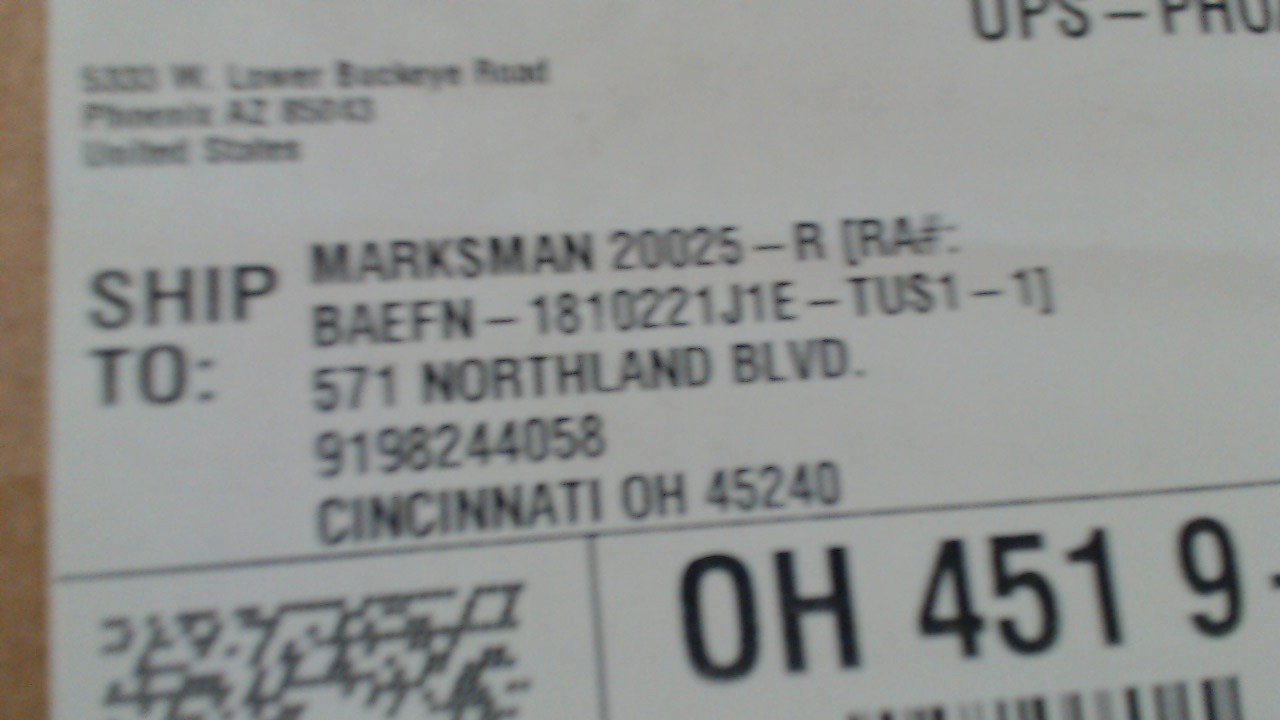 UPS-PRO
5333 W. Lower Buckeye Road
Phoenix AZ 85043
United States
SHIP TO:
MARKSMAN 20025-R [RA#:
BAEFN-1810221J1E-TUS1-1]
571 NORTHLAND BLVD.
9198244058
CINCINNATI OH 45240
OH 451 9-